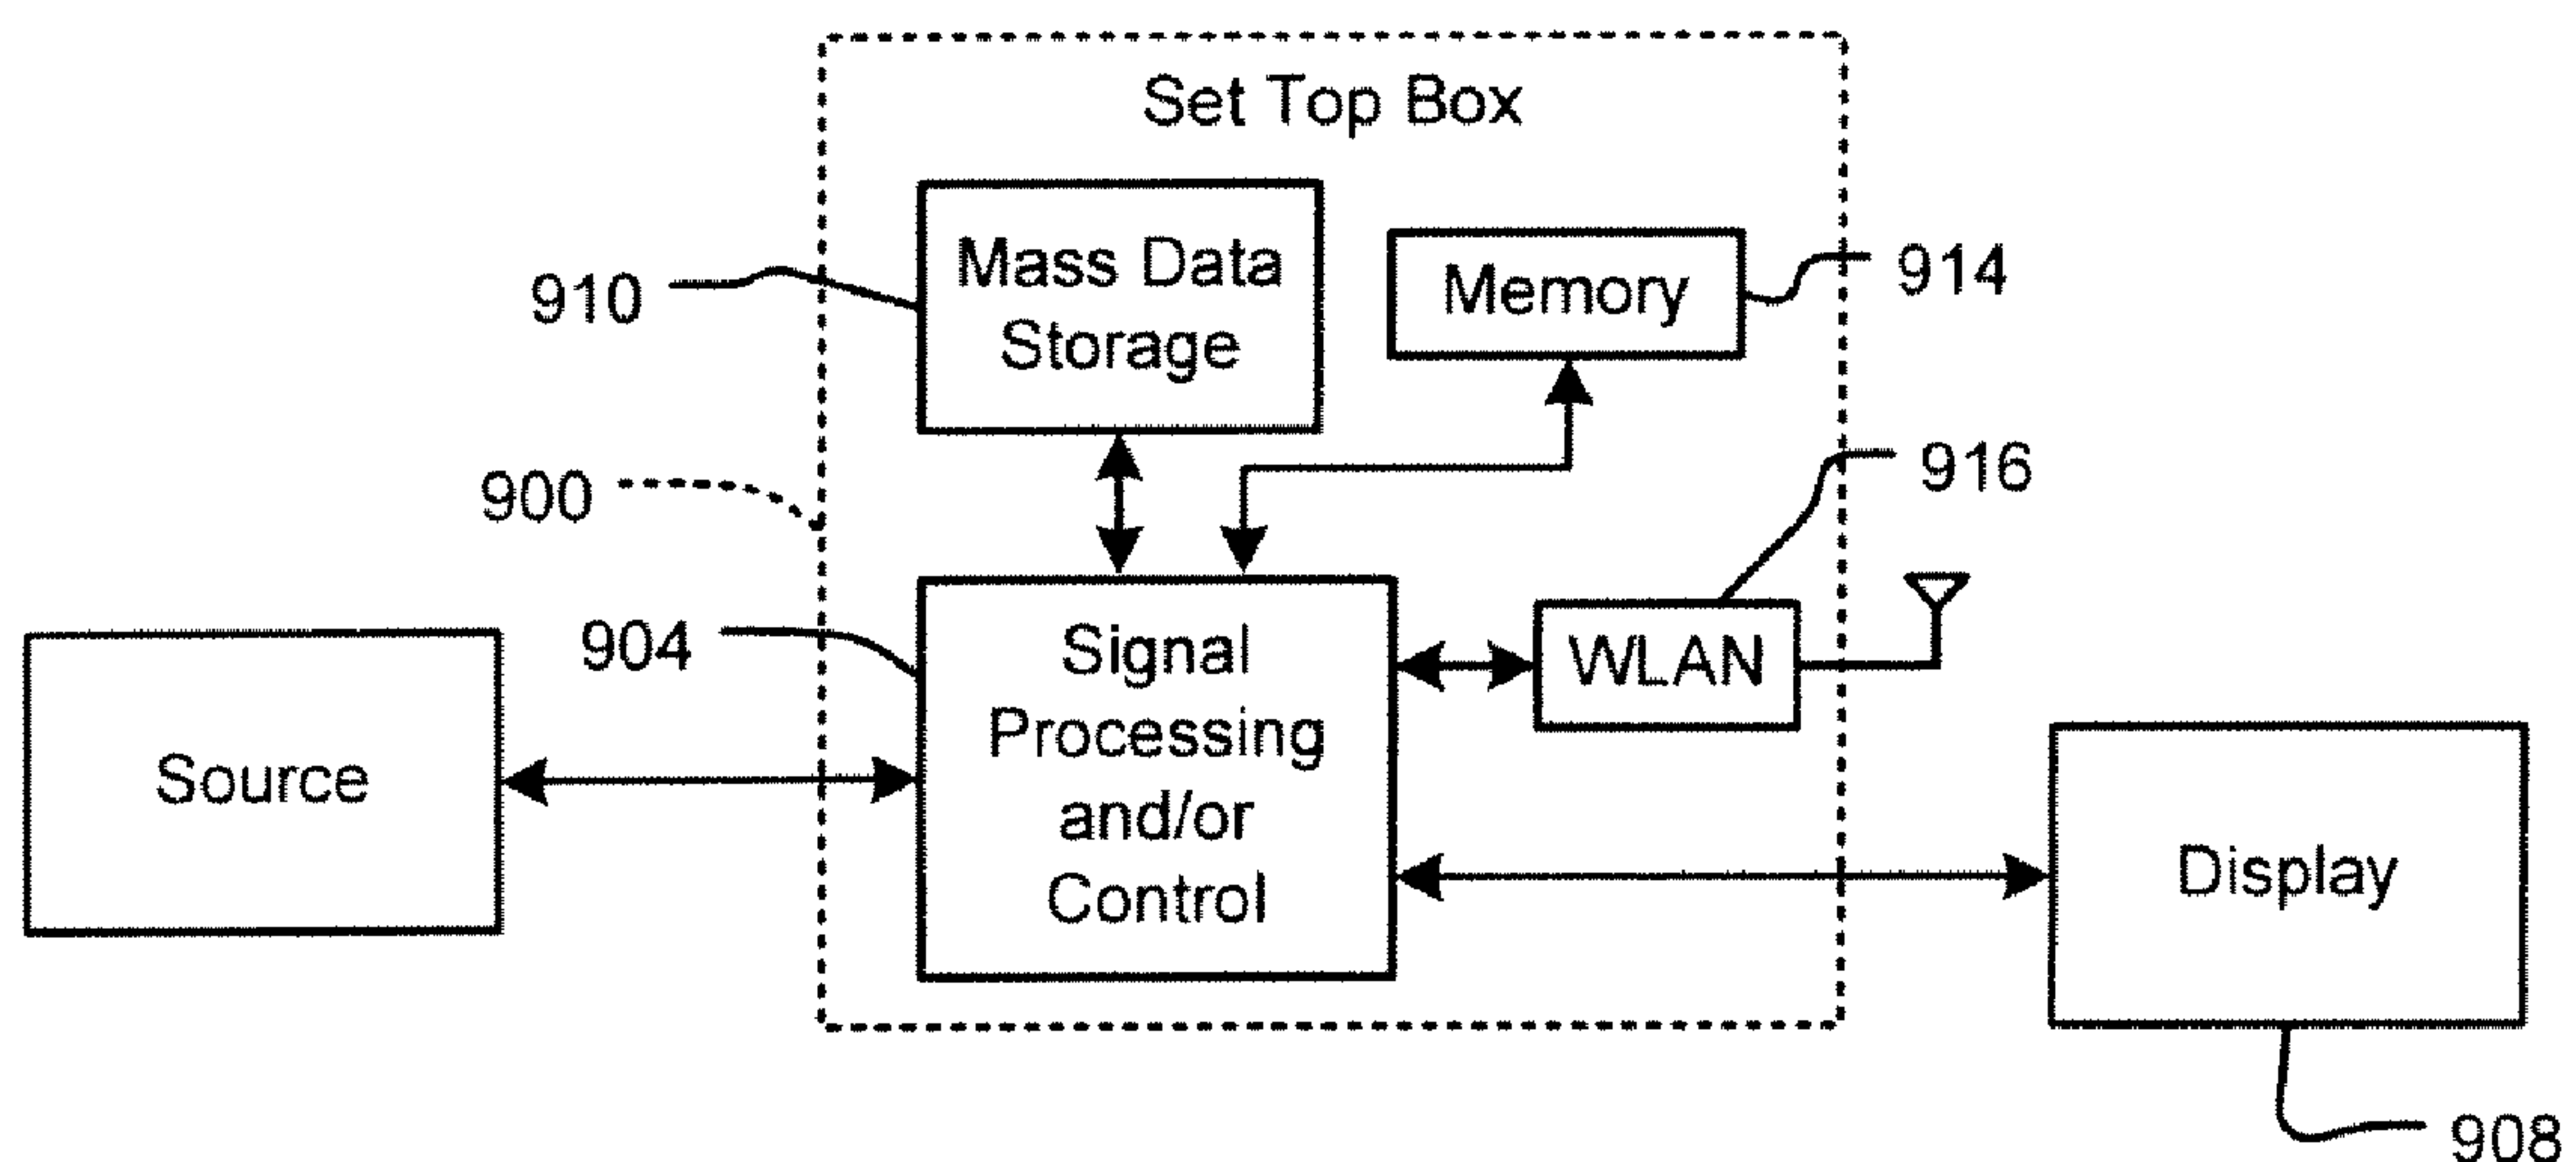 Set Top Box
Mass Data
Storage
910
Memory
914
900
916
904
Signal
Processing
and/or
Control
WLAN
Source
Display
908